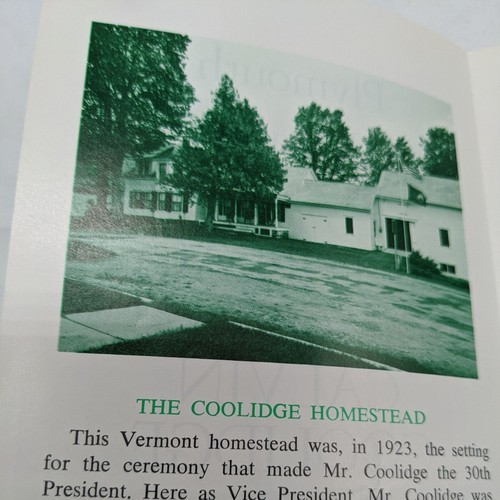 THE COOLIDGE HOMESTEAD
This Vermont homestead was, in 1923, the setting
for the ceremony that made Mr. Coolidge the 30th
President. Here as Vice President Mr. Coolidge was